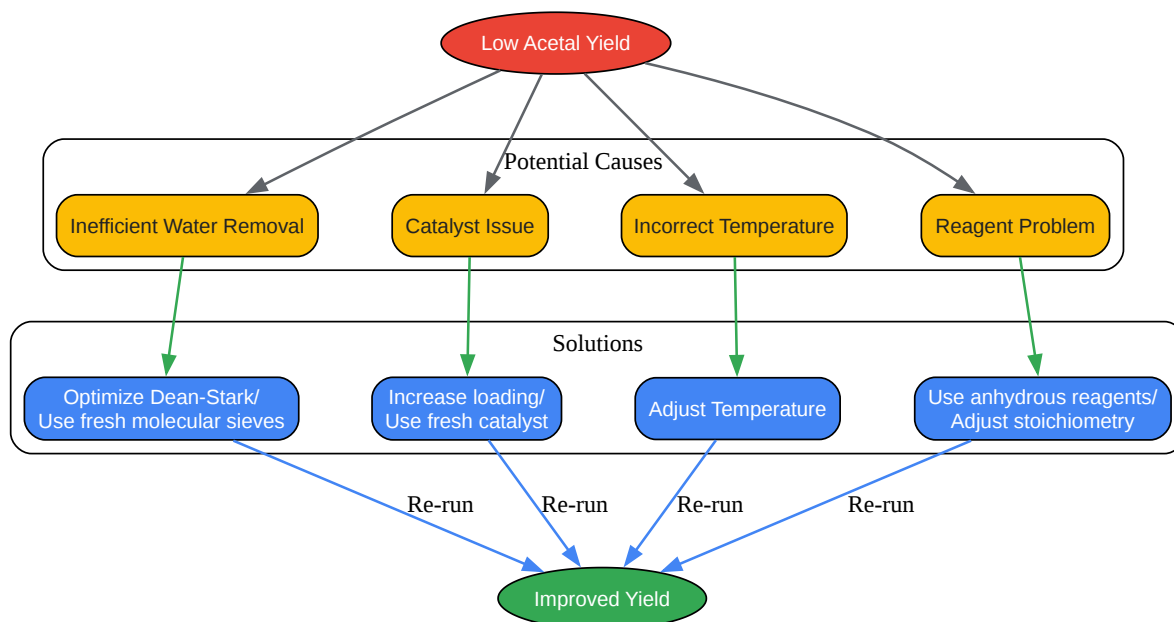 Low Acetal Yield
Potential Causes
Inefficient Water Removal
Catalyst Issue
Incorrect Temperature
Reagent Problem
Solutions
Optimize Dean-Stark/
Use fresh molecular sieves
Increase loading/
Use fresh catalyst
Adjust Temperature
Use anhydrous reagents/
Adjust stoichiometry
Re-run
Re-run
Re-run
Re-run
Improved Yield